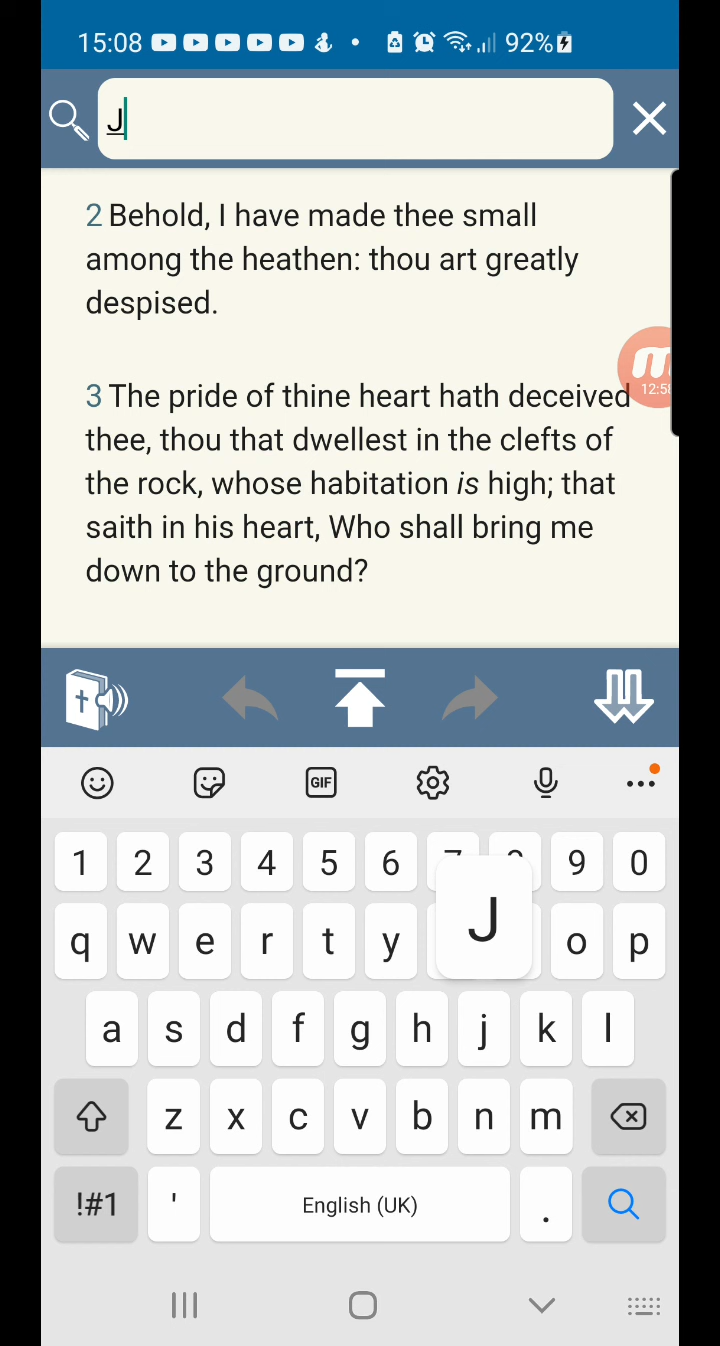 15:08 92%
J
2 Behold, I have made thee small
among the heathen: thou art greatly
despised.
3 The pride of thine heart hath deceived
thee, thou that dwellest in the clefts of
the rock, whose habitation is high; that
saith in his heart, Who shall bring me
down to the ground?
m
12:58
GIF
1 2 3 4 5 6 9 0
q w e r t y J o p
a s d f g h j k l
z x c v b n m
!#1 ' English (UK) .